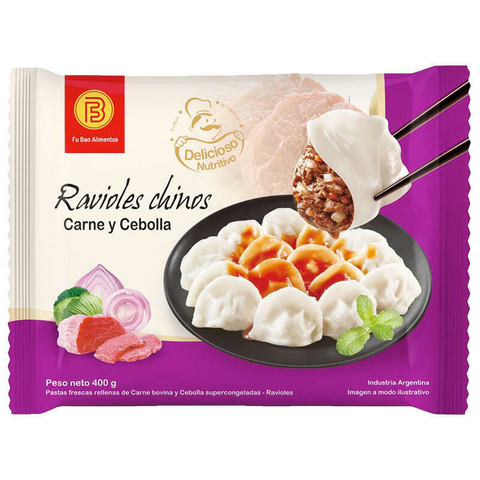 FB
Fu Bao Alimentos
Delicioso
Nutritivo
Ravioles chinos
Carne y Cebolla
Peso neto 400 g
Pastas frescas rellenas de Carne bovina y Cebolla supercongeladas - Ravioles
Industria Argentina
Imagen a modo ilustrativo